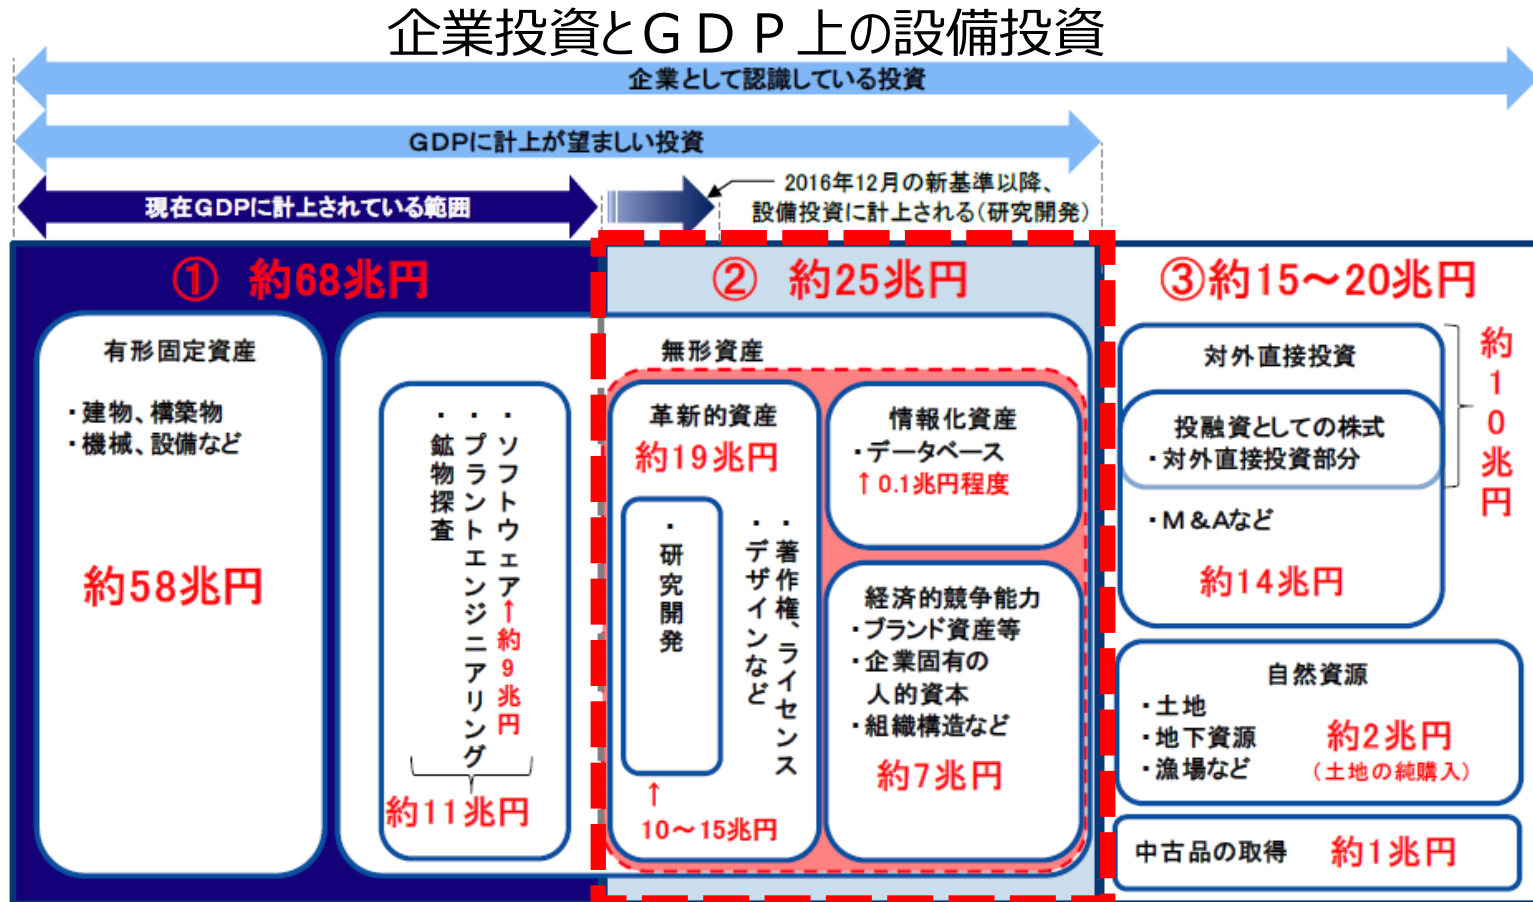 企業投資とGDP上の設備投資
企業として認識している投資
GDPに計上が望ましい投資
現在GDPに計上されている範囲
2016年12月の新基準以降、
設備投資に計上される(研究開発)
① 約68兆円
② 約25兆円
③約15～20兆円
有形固定資産
・建物、構築物
・機械、設備など
約58兆円
無形資産
・ソフトウェア↑約9兆円
・プラントエンジニアリング
・鉱物探査
約11兆円
革新的資産
約19兆円
・研究開発
・著作権、ライセンス
・デザインなど
↑
10～15兆円
情報化資産
・データベース
↑0.1兆円程度
経済的競争能力
・ブランド資産等
・企業固有の
人的資本
・組織構造など
約7兆円
対外直接投資
投融資としての株式
・対外直接投資部分
・M&Aなど
約14兆円
約10兆円
自然資源
・土地
・地下資源
・漁場など
約2兆円
(土地の純購入)
中古品の取得 約1兆円